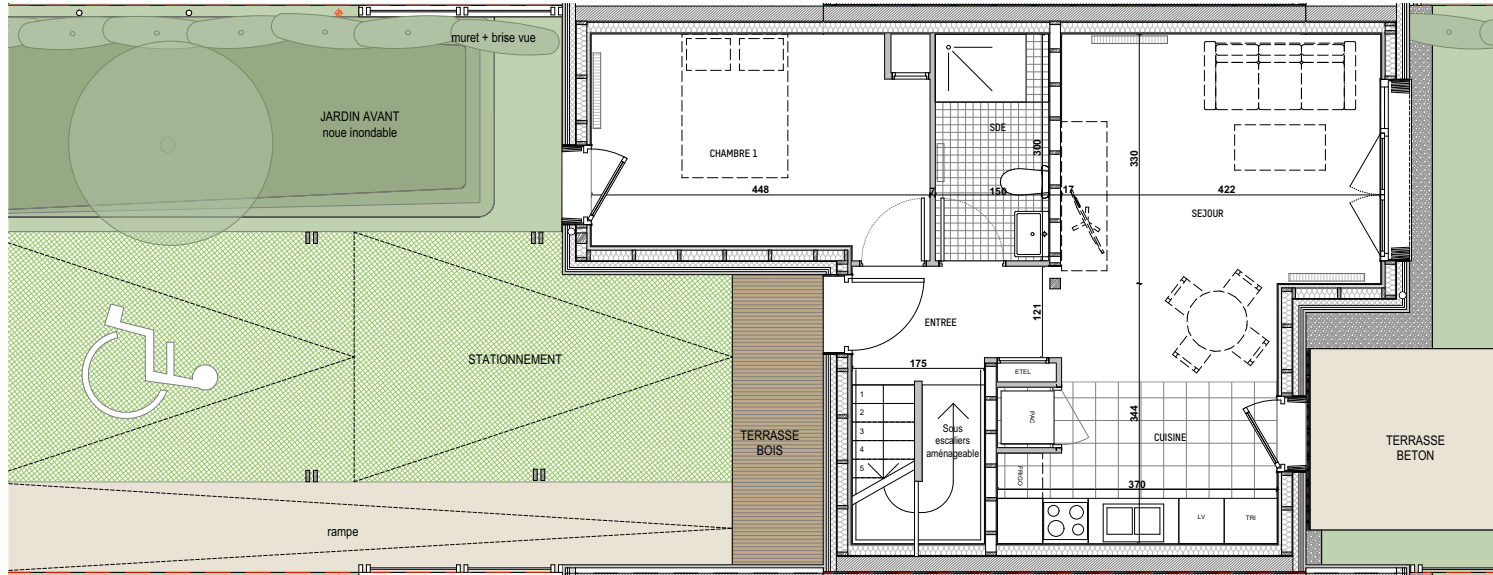 muret + brise vue
JARDIN AVANT
noue inondable
CHAMBRE 1
SDE
300
330
448
7
150
17
422
SEJOUR
ENTREE
121
STATIONNEMENT
175
ETEL
PAC
344
1
2
3
4
5
Sous
escaliers
aménageable
CUISINE
TERRASSE
BOIS
TERRASSE
BETON
FRIGO
370
LV
TRI
rampe